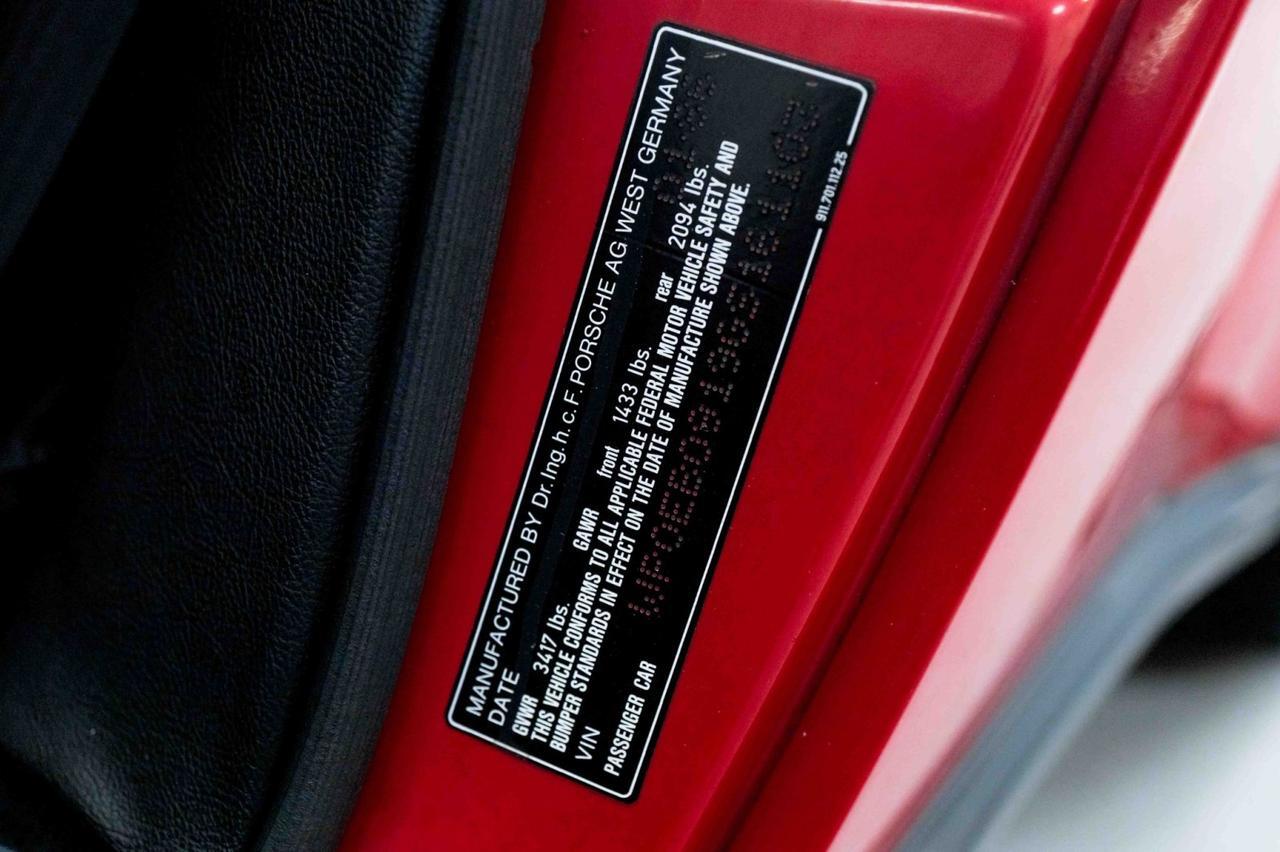 MANUFACTURED BY Dr.Ing.h.c.F.PORSCHE AG WEST GERMANY
DATE
GVWR 3417 lbs. GAWR front 1433 lbs. rear 2094 lbs.
THIS VEHICLE CONFORMS TO ALL APPLICABLE FEDERAL MOTOR VEHICLE SAFETY AND
BUMPER STANDARDS IN EFFECT ON THE DATE OF MANUFACTURE SHOWN ABOVE.
VIN
PASSENGER CAR
911.701.112.25